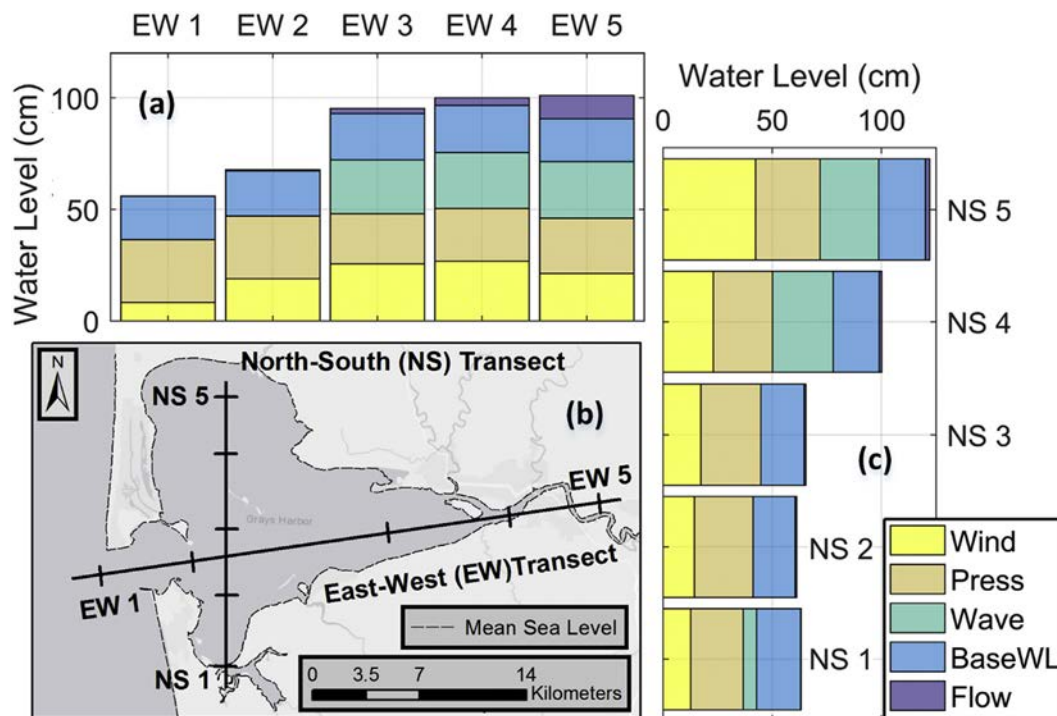 EW 1 EW 2 EW 3 EW 4 EW 5
Water Level (cm)
100
50
0
(a)
Water Level (cm)
0 50 100
NS 5
NS 4
NS 3
NS 2
NS 1
(c)
N
North-South (NS) Transect
NS 5
(b)
EW 5
Grays Harbor
EW 1
East-West (EW)Transect
NS 1
Mean Sea Level
0 3.5 7 14
Kilometers
Wind
Press
Wave
BaseWL
Flow